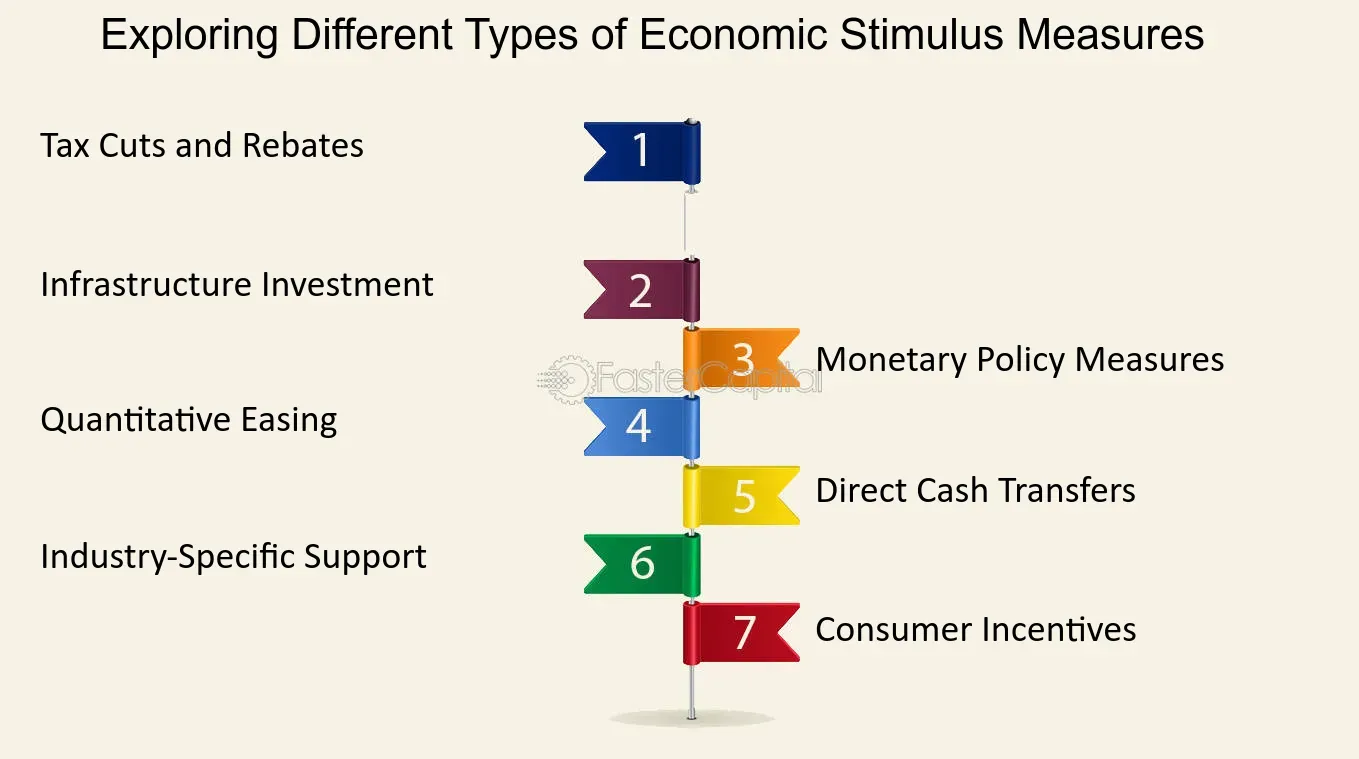 Exploring Different Types of Economic Stimulus Measures
Tax Cuts and Rebates
1
Infrastructure Investment
2
3
Monetary Policy Measures
FasterCapital
Quantitative Easing
4
5
Direct Cash Transfers
Industry-Specific Support
6
7
Consumer Incentives